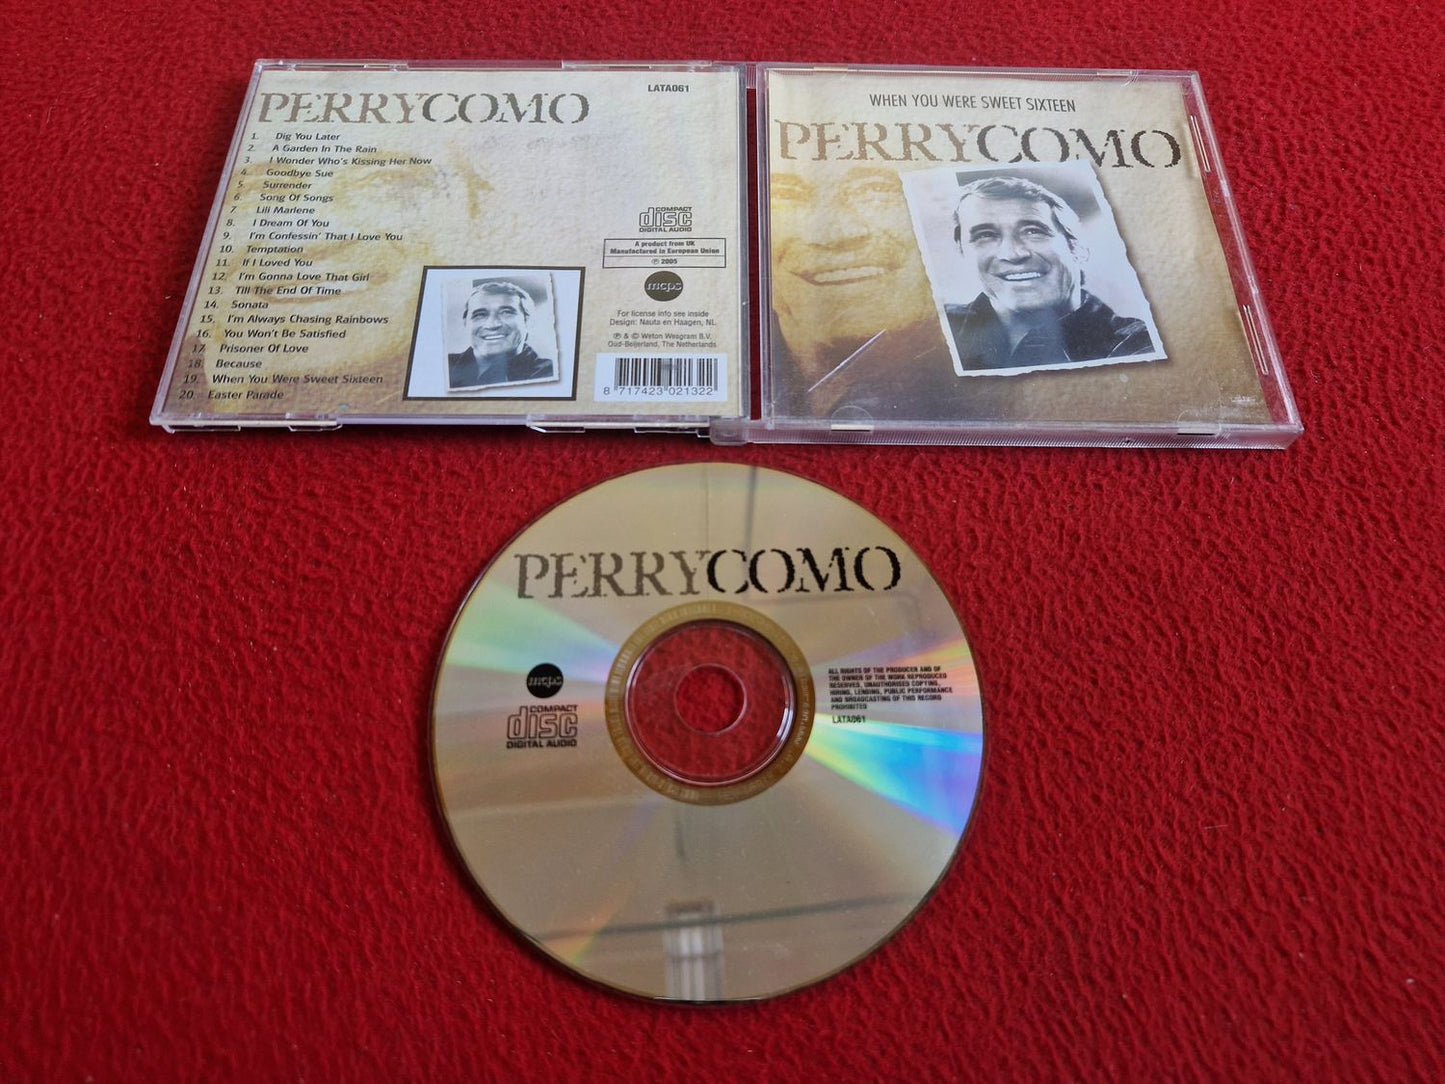 PERRYCOMO
LATA061
1. Dig You Later
2. A Garden In The Rain
3. I Wonder Who's Kissing Her Now
4. Goodbye Sue
5. Surrender
6. Song Of Songs
7. Lili Marlene
8. I Dream Of You
9. I'm Confessin' That I Love You
10. Temptation
11. If I Loved You
12. I'm Gonna Love That Girl
13. Till The End Of Time
14. Sonata
15. I'm Always Chasing Rainbows
16. You Won't Be Satisfied
17. Prisoner Of Love
18. Because
19. When You Were Sweet Sixteen
20. Easter Parade
COMPACT
disc
DIGITAL AUDIO
A product from UK
Manufactured in European Union
℗ 2005
mcps
For license info see inside
Design: Nauta en Haagen, NL
℗ & © Weton Wesgram B.V.
Oud-Beijerland, The Netherlands
8 717423 021322
WHEN YOU WERE SWEET SIXTEEN
PERRYCOMO
PERRYCOMO
mcps
COMPACT
disc
DIGITAL AUDIO
ALL RIGHTS OF THE PRODUCER AND OF
THE OWNER OF THE WORK REPRODUCED
RESERVED, UNAUTHORISED COPYING,
HIRING, LENDING, PUBLIC PERFORMANCE
AND BROADCASTING OF THIS RECORD
PROHIBITED
LATA061